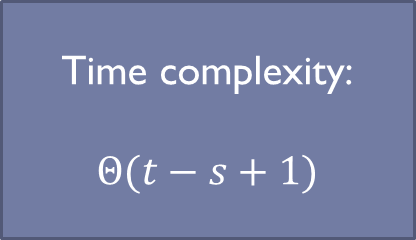 Time complexity:
Θ(t − s + 1)